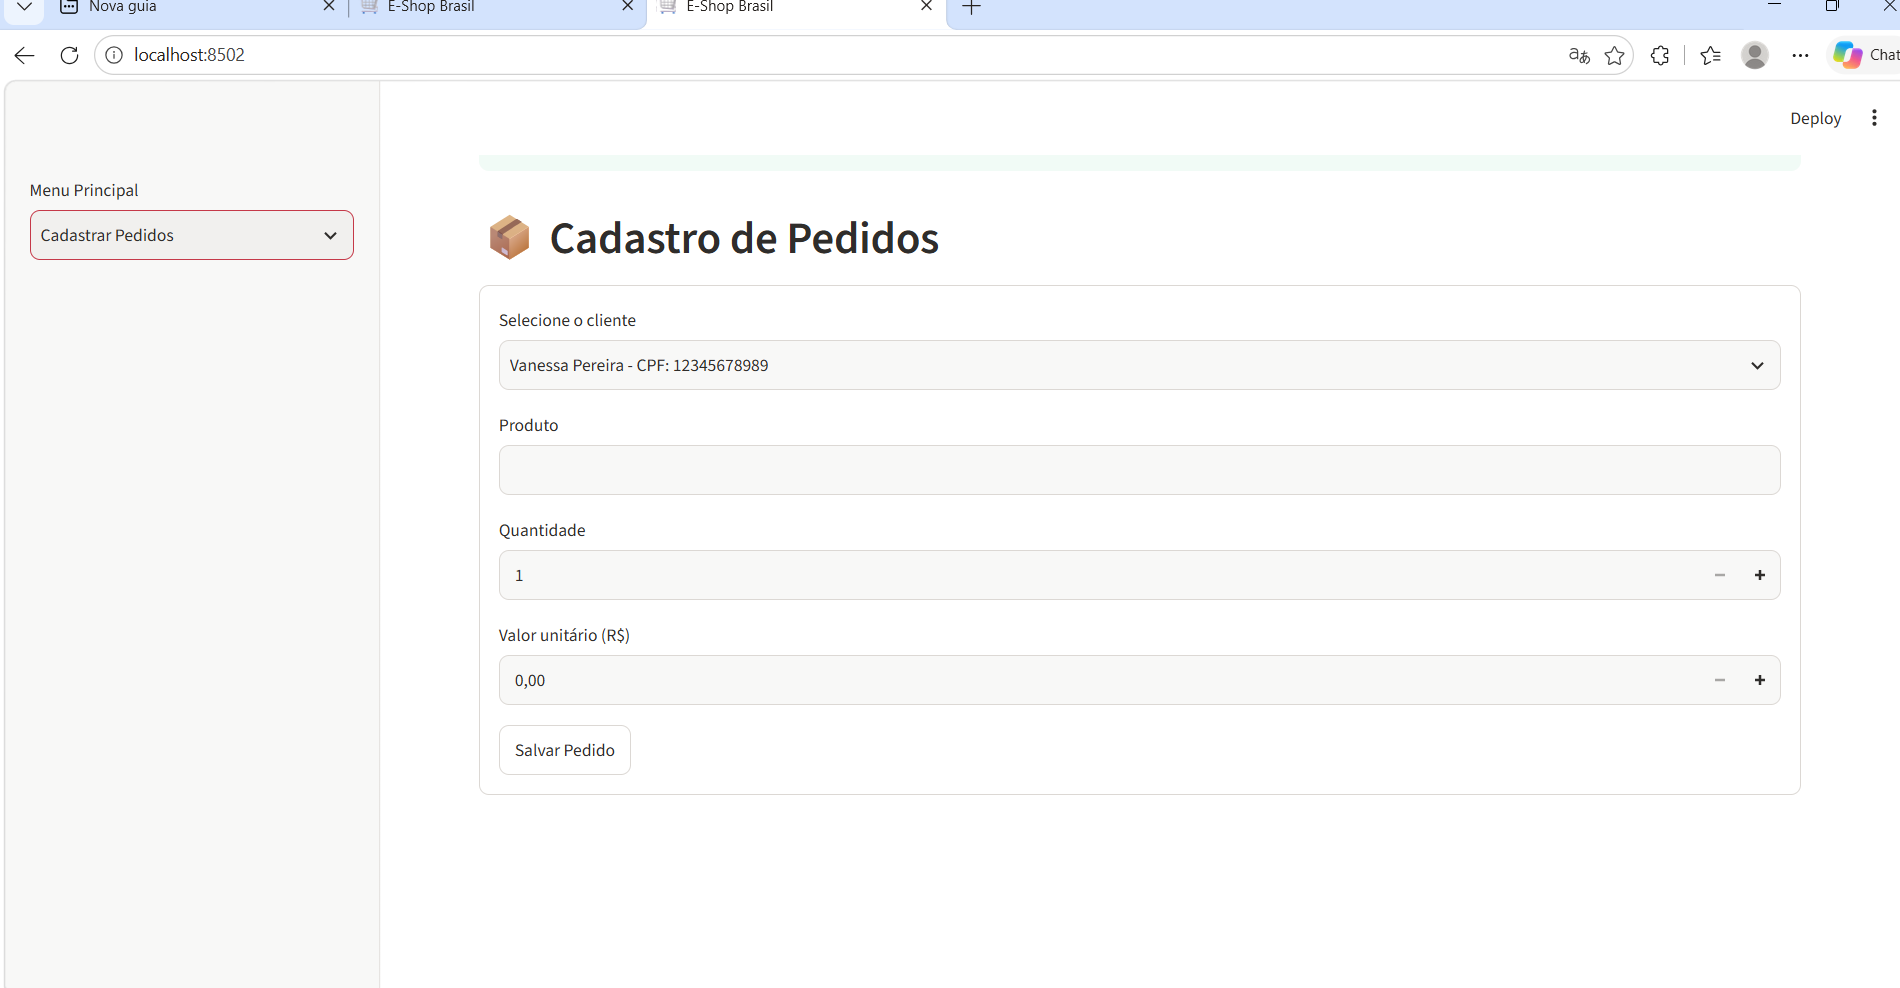 Nova guia
E-Shop Brasil
E-Shop Brasil
localhost:8502
Chat
Deploy
Menu Principal
Cadastrar Pedidos
Cadastro de Pedidos
Selecione o cliente
Vanessa Pereira - CPF: 12345678989
Produto
Quantidade
1
Valor unitário (R$)
0,00
Salvar Pedido